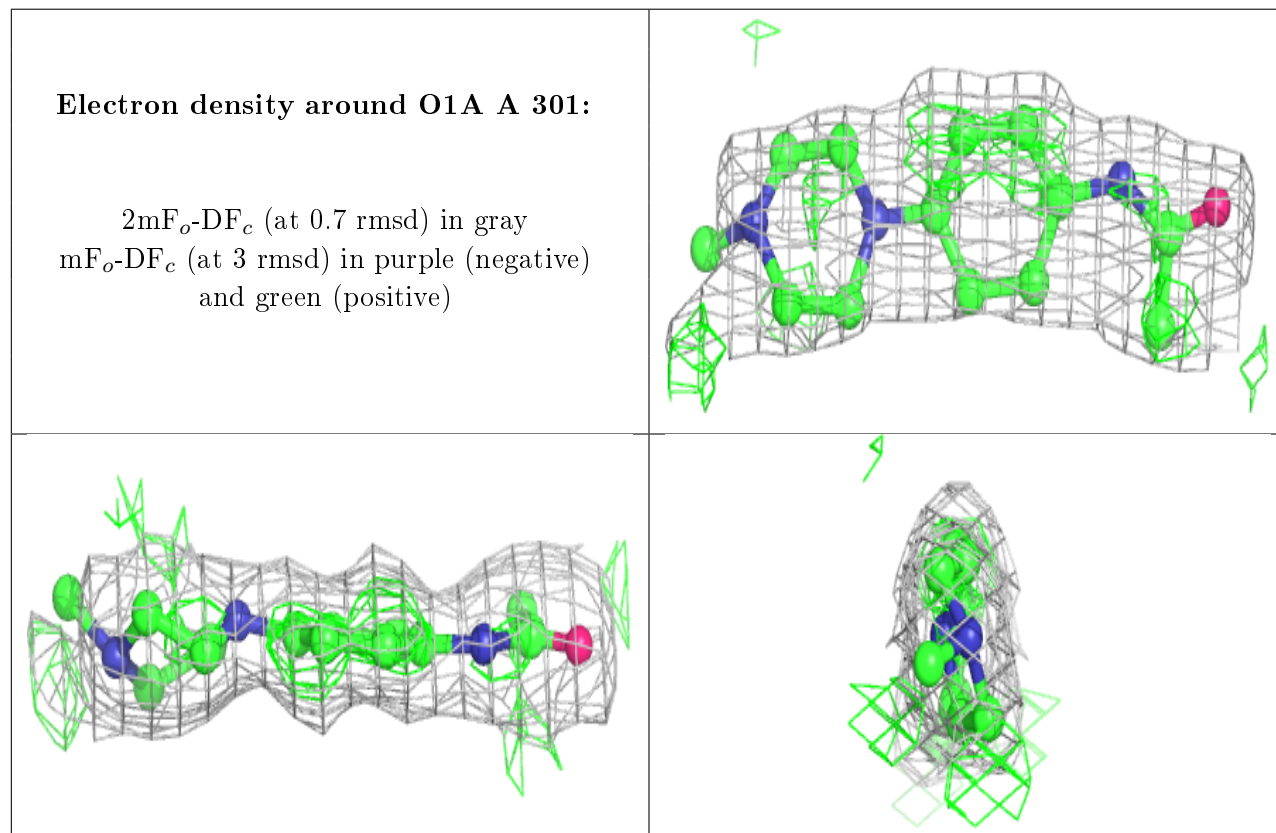 Electron density around O1A A 301:
2mFo-DFc (at 0.7 rmsd) in gray
mFo-DFc (at 3 rmsd) in purple (negative)
and green (positive)